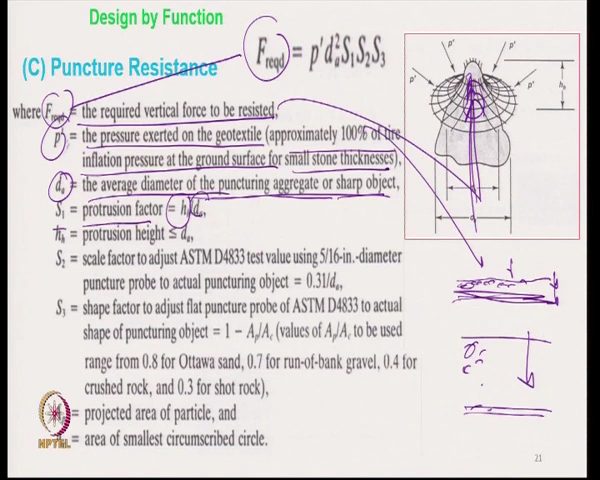 Design by Function
(C) Puncture Resistance
F_reqd = p′d_a²S₁S₂S₃
where F_reqd = the required vertical force to be resisted,
p′ = the pressure exerted on the geotextile (approximately 100% of tire
inflation pressure at the ground surface for small stone thicknesses),
d_a = the average diameter of the puncturing aggregate or sharp object,
S₁ = protrusion factor = h_h/d_a,
h_h = protrusion height ≤ d_a,
S₂ = scale factor to adjust ASTM D4833 test value using 5/16-in.-diameter
puncture probe to actual puncturing object = 0.31/d_a,
S₃ = shape factor to adjust flat puncture probe of ASTM D4833 to actual
shape of puncturing object = 1 − A_p/A_c (values of A_p/A_c to be used
range from 0.8 for Ottawa sand, 0.7 for run-of-bank gravel, 0.4 for
crushed rock, and 0.3 for shot rock),
= projected area of particle, and
= area of smallest circumscribed circle.
p′
p′
p′
p′
h_h
NPTEL
21